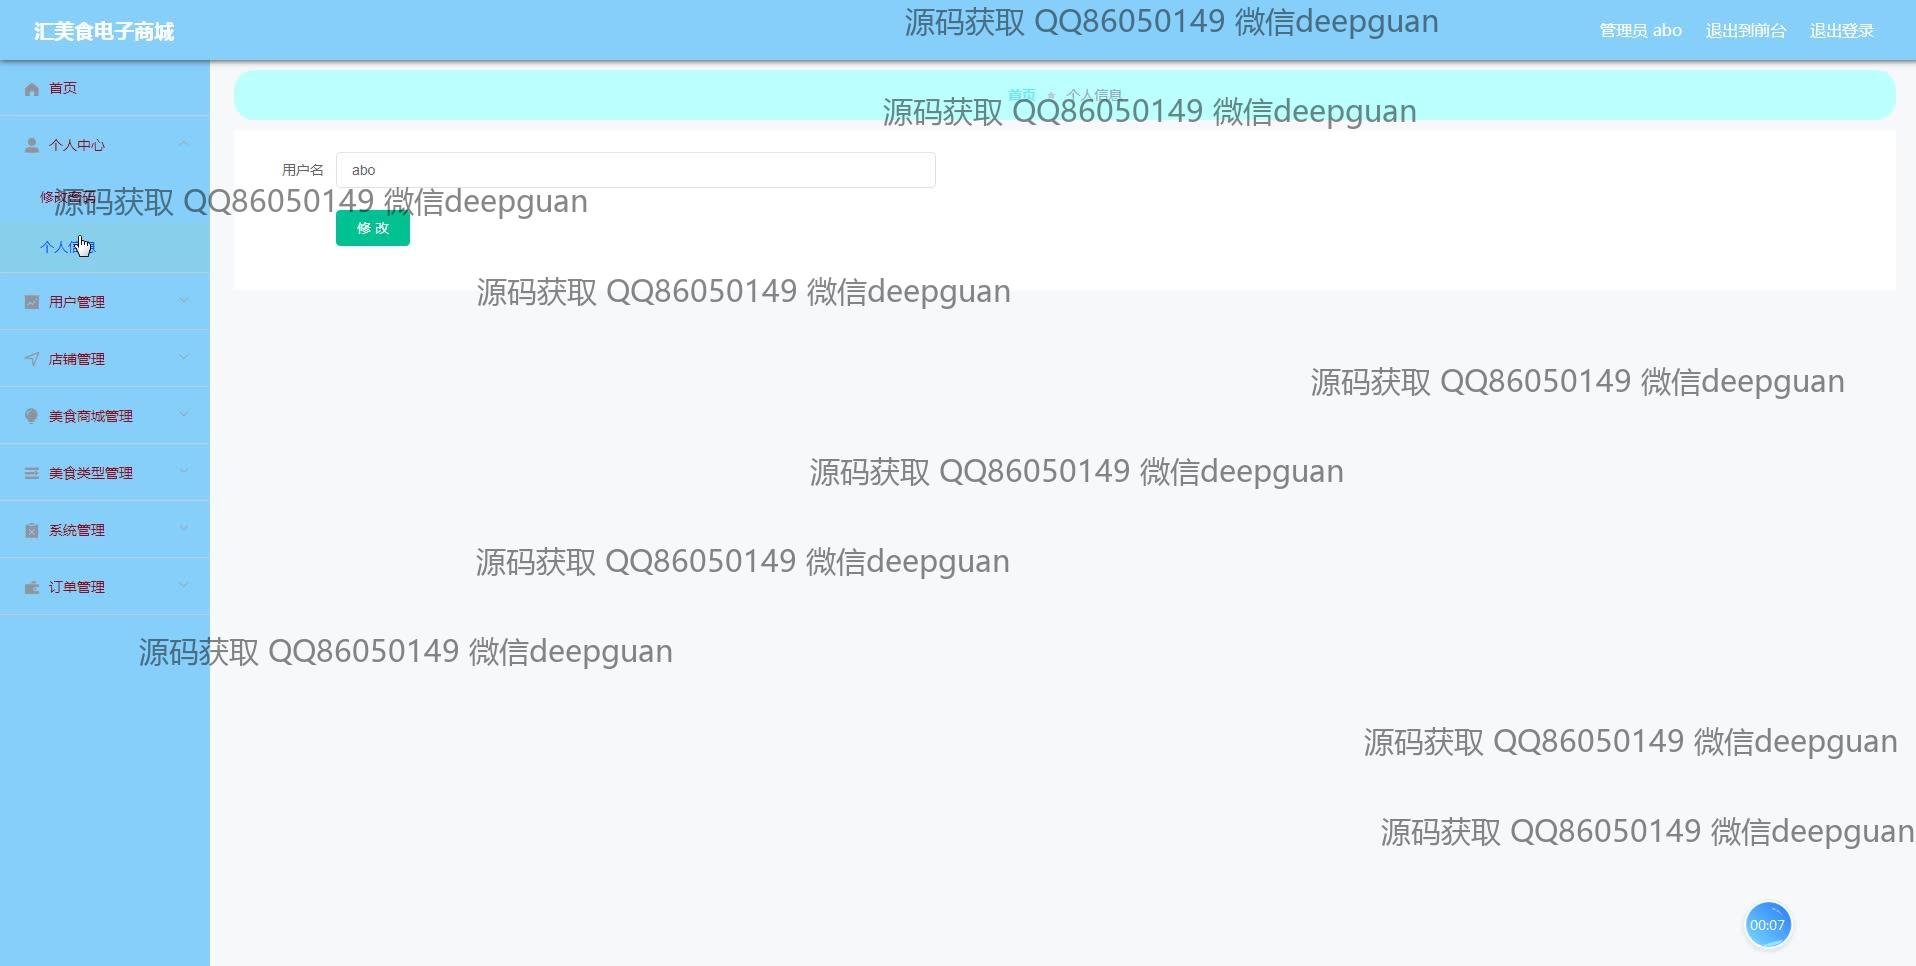 汇美食电子商城
源码获取 QQ86050149 微信deepguan
管理员 abo 退出到前台 退出登录
首页
首页 ★ 个人信息
源码获取 QQ86050149 微信deepguan
个人中心
用户名 abo
修改密码
源码获取 QQ86050149 微信deepguan
修 改
个人信息
用户管理
源码获取 QQ86050149 微信deepguan
店铺管理
源码获取 QQ86050149 微信deepguan
美食商城管理
美食类型管理
源码获取 QQ86050149 微信deepguan
系统管理
源码获取 QQ86050149 微信deepguan
订单管理
源码获取 QQ86050149 微信deepguan
源码获取 QQ86050149 微信deepguan
源码获取 QQ86050149 微信deepguan
00:07